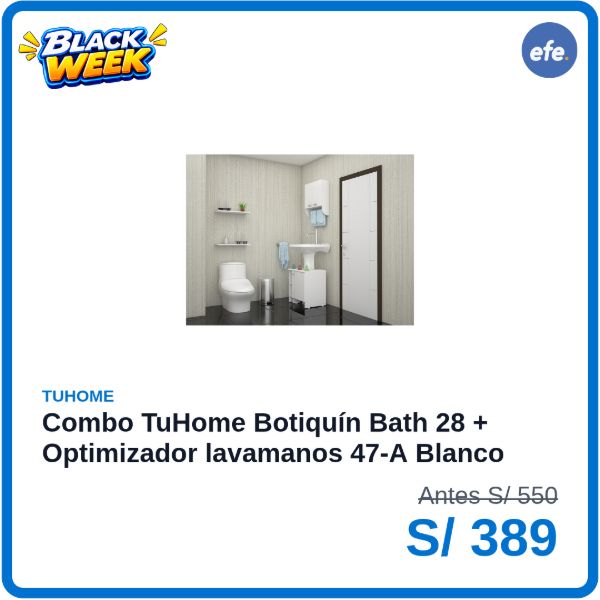 BLACK
WEEK
efe.
TUHOME
Combo TuHome Botiquín Bath 28 +
Optimizador lavamanos 47-A Blanco
Antes S/ 550
S/ 389